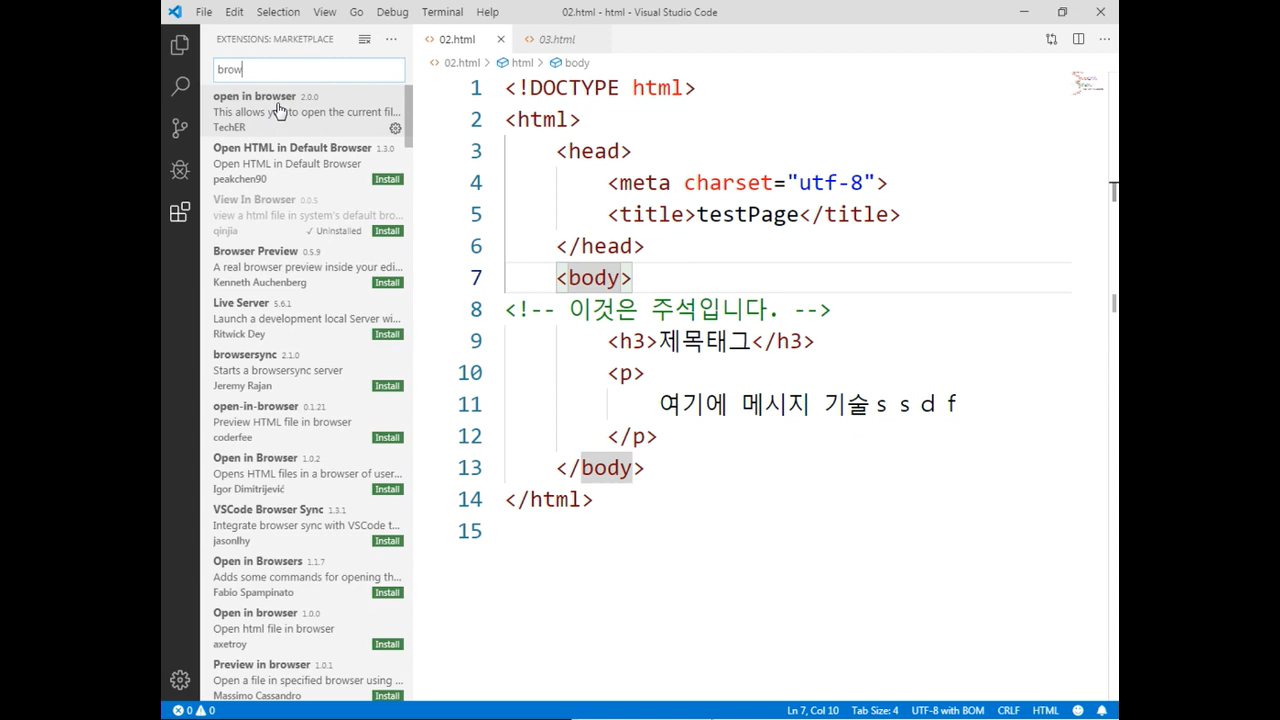 File Edit Selection View Go Debug Terminal Help 02.html - html - Visual Studio Code
EXTENSIONS: MARKETPLACE
brow
open in browser 2.0.0
This allows to open the current fil...
TechER
Open HTML in Default Browser 1.3.0
Open HTML in Default Browser
peakchen90 Install
View In Browser 0.0.5
view a html file in system's default bro...
qinjia ✓ Uninstalled Install
Browser Preview 0.5.9
A real browser preview inside your edi...
Kenneth Auchenberg Install
Live Server 5.6.1
Launch a development local Server wi...
Ritwick Dey Install
browsersync 2.1.0
Starts a browsersync server
Jeremy Rajan Install
open-in-browser 0.1.21
Preview HTML file in browser
coderfee Install
Open in Browser 1.0.2
Opens HTML files in a browser of user...
Igor Dimitrijević Install
VSCode Browser Sync 1.3.1
Integrate browser sync with VSCode t...
jasonlhy Install
Open in Browsers 1.1.7
Adds some commands for opening th...
Fabio Spampinato Install
Open in browser 1.0.0
Open html file in browser
axetroy Install
Preview in browser 1.0.1
Open a file in specified browser using ...
Massimo Cassandro Install
02.html 03.html
02.html > html > body
1 <!DOCTYPE html>
2 <html>
3 <head>
4 <meta charset="utf-8">
5 <title>testPage</title>
6 </head>
7 <body>
8 <!-- 이것은 주석입니다. -->
9 <h3>제목태그</h3>
10 <p>
11 여기에 메시지 기술ｓｓｄｆ
12 </p>
13 </body>
14 </html>
15
0 0 Ln 7, Col 10 Tab Size: 4 UTF-8 with BOM CRLF HTML